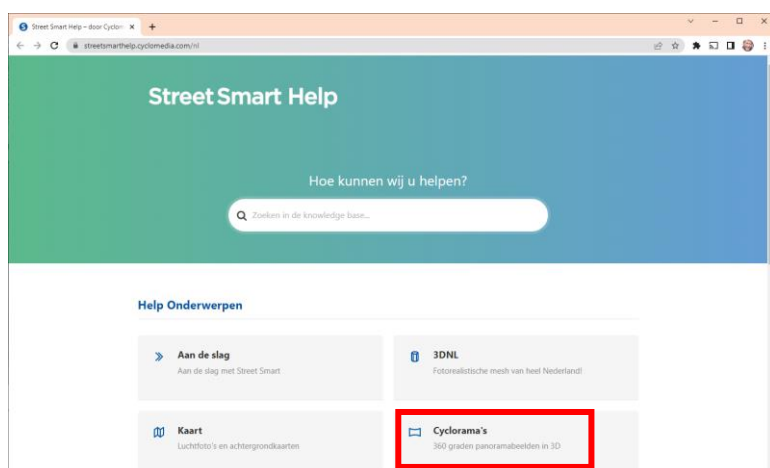 Street Smart Help – door Cyclom
streetsmarthelp.cyclomedia.com/nl
Street Smart Help
Hoe kunnen wij u helpen?
Zoeken in de knowledge base...
Help Onderwerpen
Aan de slag
Aan de slag met Street Smart
3DNL
Fotorealistische mesh van heel Nederland!
Kaart
Luchtfoto's en achtergrondkaarten
Cyclorama's
360 graden panoramabeelden in 3D